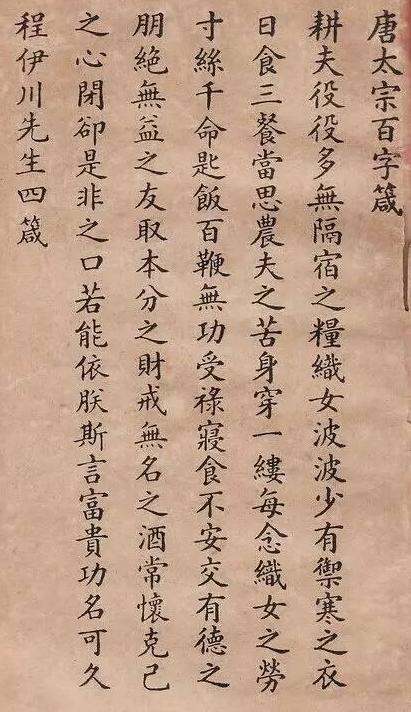 唐太宗百字箴
耕夫役役多無隔宿之糧織女波波少有禦寒之衣
日食三餐當思農夫之苦身穿一縷每念織女之勞
寸絲千命匙飯百鞭無功受祿寢食不安交有德之
朋絕無益之友取本分之財戒無名之酒常懷克己
之心閉卻是非之口若能依朕斯言富貴功名可久
程伊川先生四箴